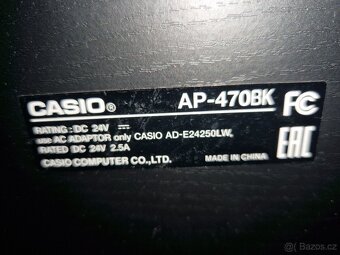 CASIO® AP-470BK FC
RATING: DC 24V ⎓
use AC ADAPTOR only CASIO AD-E24250LW,
RATED DC 24V 2.5A
CASIO COMPUTER CO., LTD. MADE IN CHINA EAC
Bazos.cz